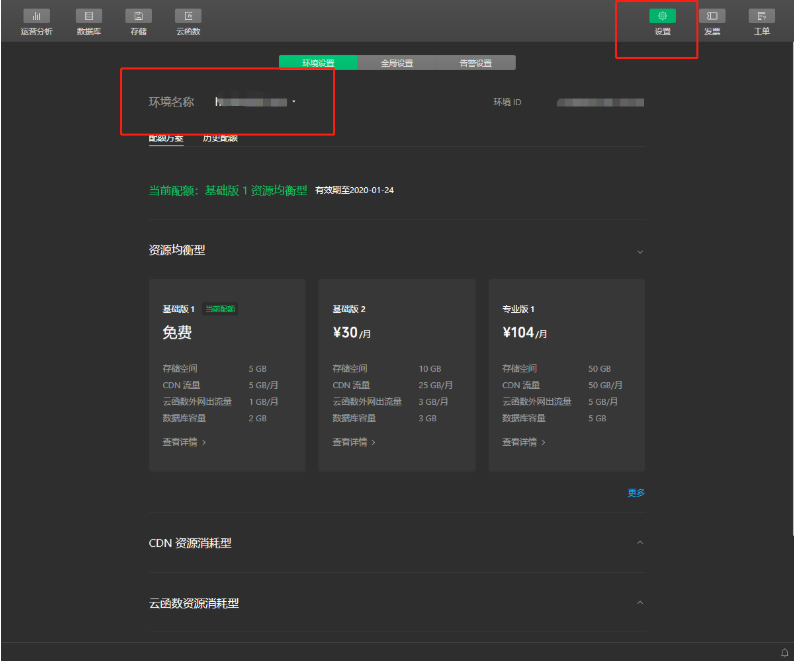 运营分析 数据库 存储 云函数 设置 发票 工单
环境设置 全局设置 告警设置
环境名称 环境 ID
配额方案 历史配额
当前配额：基础版 1 资源均衡型 有效期至2020-01-24
资源均衡型
基础版 1 当前配额
免费
存储空间 5 GB
CDN 流量 5 GB/月
云函数外网出流量 1 GB/月
数据库容量 2 GB
查看详情
基础版 2
¥30/月
存储空间 10 GB
CDN 流量 25 GB/月
云函数外网出流量 3 GB/月
数据库容量 3 GB
查看详情
专业版 1
¥104/月
存储空间 50 GB
CDN 流量 50 GB/月
云函数外网出流量 5 GB/月
数据库容量 5 GB
查看详情
更多
CDN 资源消耗型
云函数资源消耗型